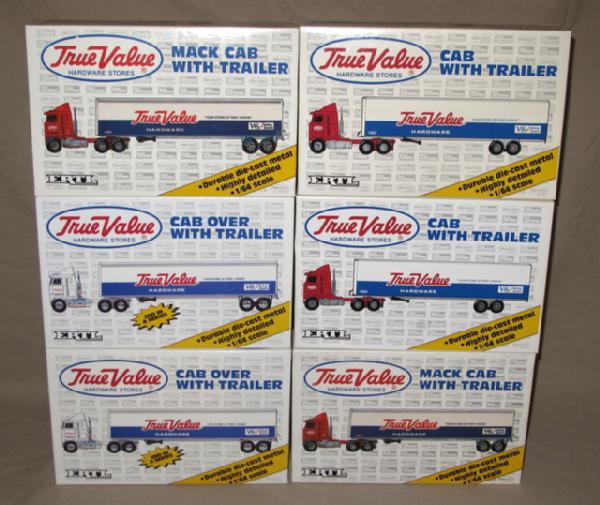 True Value
HARDWARE STORES
MACK CAB
WITH TRAILER
True Value
HARDWARE
• Durable die-cast metal
• Highly detailed
• 1/64 scale
ERTL
True Value
HARDWARE STORES
CAB
WITH TRAILER
True Value
HARDWARE
• Durable die-cast metal
• Highly detailed
• 1/64 scale
ERTL
True Value
HARDWARE STORES
CAB OVER
WITH TRAILER
True Value
HARDWARE
• Durable die-cast metal
• Highly detailed
• 1/64 scale
ERTL
True Value
HARDWARE STORES
CAB
WITH TRAILER
True Value
HARDWARE
• Durable die-cast metal
• Highly detailed
• 1/64 scale
ERTL
True Value
HARDWARE STORES
CAB OVER
WITH TRAILER
True Value
HARDWARE
• Durable die-cast metal
• Highly detailed
• 1/64 scale
ERTL
True Value
HARDWARE STORES
MACK CAB
WITH TRAILER
True Value
HARDWARE
• Durable die-cast metal
• Highly detailed
• 1/64 scale
ERTL